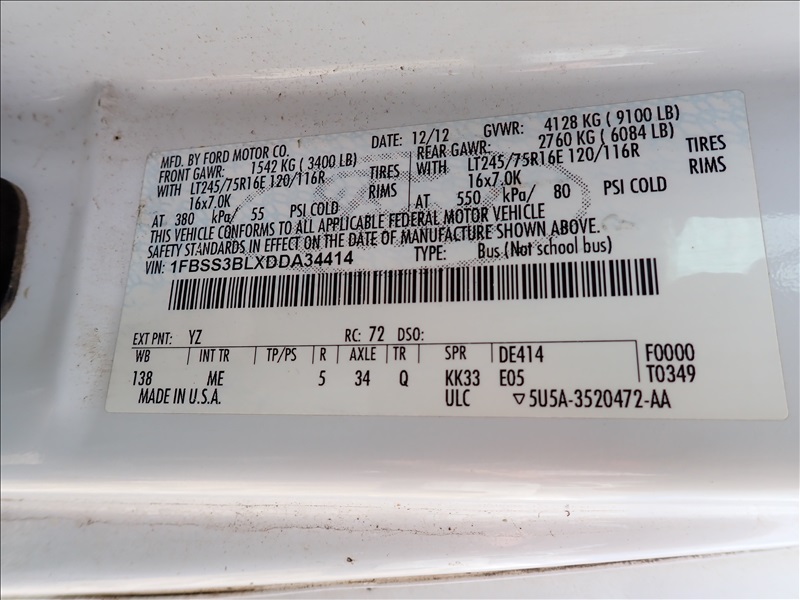 MFD. BY FORD MOTOR CO. DATE: 12/12 GVWR: 4128 KG ( 9100 LB)
FRONT GAWR: 1542 KG ( 3400 LB) REAR GAWR: 2760 KG ( 6084 LB)
WITH LT245/75R16E 120/116R TIRES WITH LT245/75R16E 120/116R TIRES
16x7.0K RIMS 16x7.0K RIMS
AT 380 kPa/ 55 PSI COLD AT 550 kPa/ 80 PSI COLD
THIS VEHICLE CONFORMS TO ALL APPLICABLE FEDERAL MOTOR VEHICLE
SAFETY STANDARDS IN EFFECT ON THE DATE OF MANUFACTURE SHOWN ABOVE.
VIN: 1FBSS3BLXDDA34414 TYPE: Bus (Not school bus)
EXT PNT: YZ RC: 72 DSO:
WB INT TR TP/PS R AXLE TR SPR DE414 F0000
138 ME 5 34 Q KK33 E05 T0349
MADE IN U.S.A. ULC ▽5U5A-3520472-AA